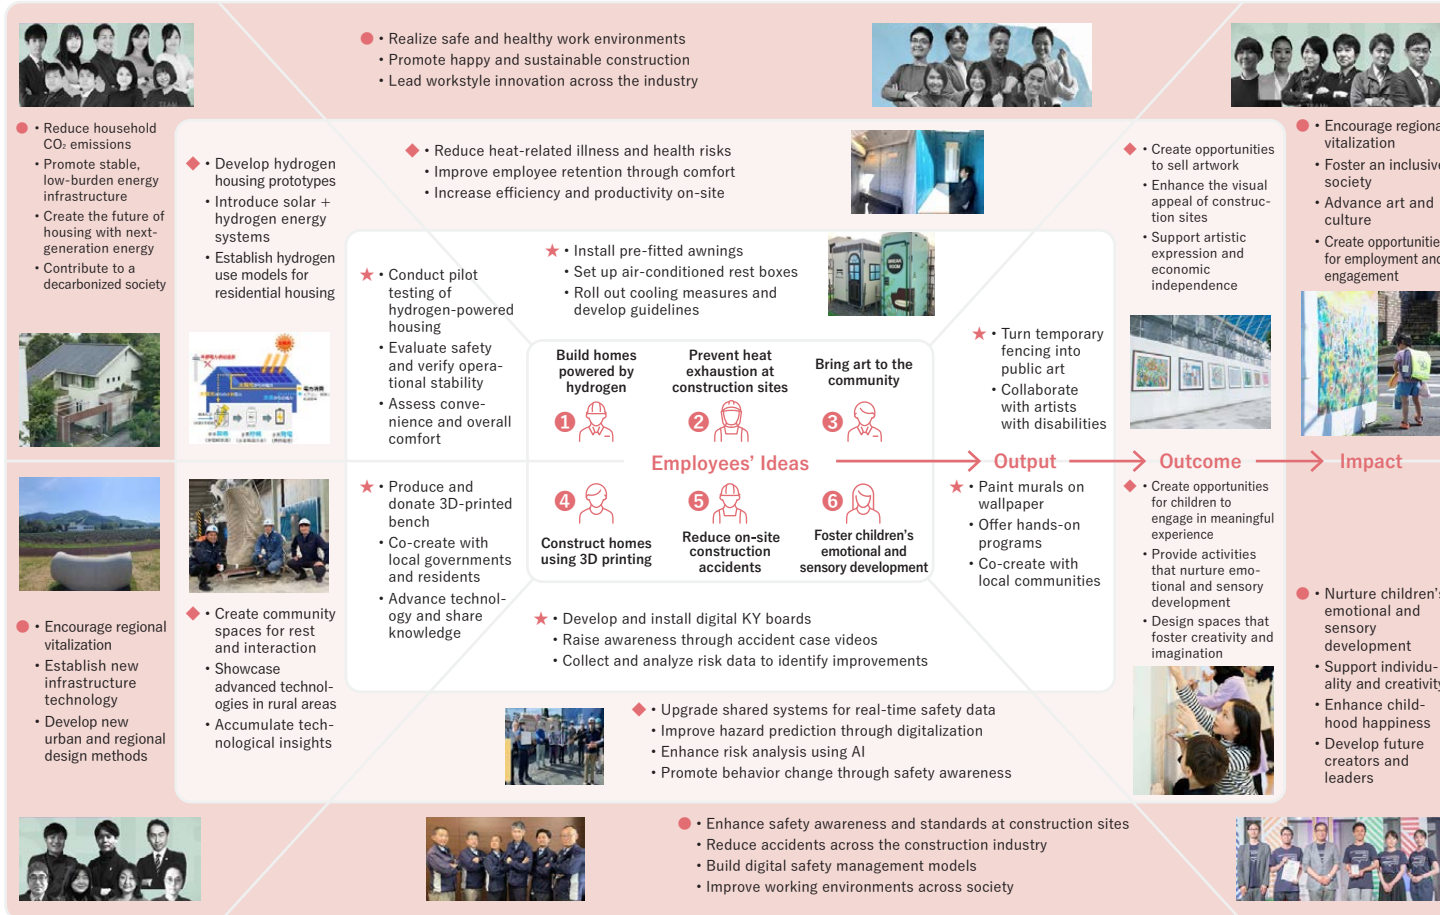 • Realize safe and healthy work environments
• Promote happy and sustainable construction
• Lead workstyle innovation across the industry
• Reduce household
CO₂ emissions
• Promote stable,
low-burden energy
infrastructure
• Create the future of
housing with next-
generation energy
• Contribute to a
decarbonized society
• Develop hydrogen
housing prototypes
• Introduce solar +
hydrogen energy
systems
• Establish hydrogen
use models for
residential housing
• Reduce heat-related illness and health risks
• Improve employee retention through comfort
• Increase efficiency and productivity on-site
• Create opportunities
to sell artwork
• Enhance the visual
appeal of construc-
tion sites
• Support artistic
expression and
economic
independence
• Encourage regional
vitalization
• Foster an inclusive
society
• Advance art and
culture
• Create opportunities
for employment and
engagement
• Conduct pilot
testing of
hydrogen-powered
housing
• Evaluate safety
and verify opera-
tional stability
• Assess conve-
nience and overall
comfort
• Install pre-fitted awnings
• Set up air-conditioned rest boxes
• Roll out cooling measures and
develop guidelines
BREAK
ROOM
• Turn temporary
fencing into
public art
• Collaborate
with artists
with disabilities
Build homes
powered by
hydrogen
1
Prevent heat
exhaustion at
construction sites
2
Bring art to the
community
3
Employees’ Ideas
Output
Outcome
Impact
4
Construct homes
using 3D printing
5
Reduce on-site
construction
accidents
6
Foster children’s
emotional and
sensory development
• Produce and
donate 3D-printed
bench
• Co-create with
local governments
and residents
• Advance technol-
ogy and share
knowledge
• Paint murals on
wallpaper
• Offer hands-on
programs
• Co-create with
local communities
• Create opportunities
for children to
engage in meaningful
experience
• Provide activities
that nurture emo-
tional and sensory
development
• Design spaces that
foster creativity and
imagination
• Nurture children’s
emotional and
sensory
development
• Support individu-
ality and creativity
• Enhance child-
hood happiness
• Develop future
creators and
leaders
• Encourage regional
vitalization
• Establish new
infrastructure
technology
• Develop new
urban and regional
design methods
• Create community
spaces for rest
and interaction
• Showcase
advanced technol-
ogies in rural areas
• Accumulate tech-
nological insights
• Develop and install digital KY boards
• Raise awareness through accident case videos
• Collect and analyze risk data to identify improvements
• Upgrade shared systems for real-time safety data
• Improve hazard prediction through digitalization
• Enhance risk analysis using AI
• Promote behavior change through safety awareness
• Enhance safety awareness and standards at construction sites
• Reduce accidents across the construction industry
• Build digital safety management models
• Improve working environments across society